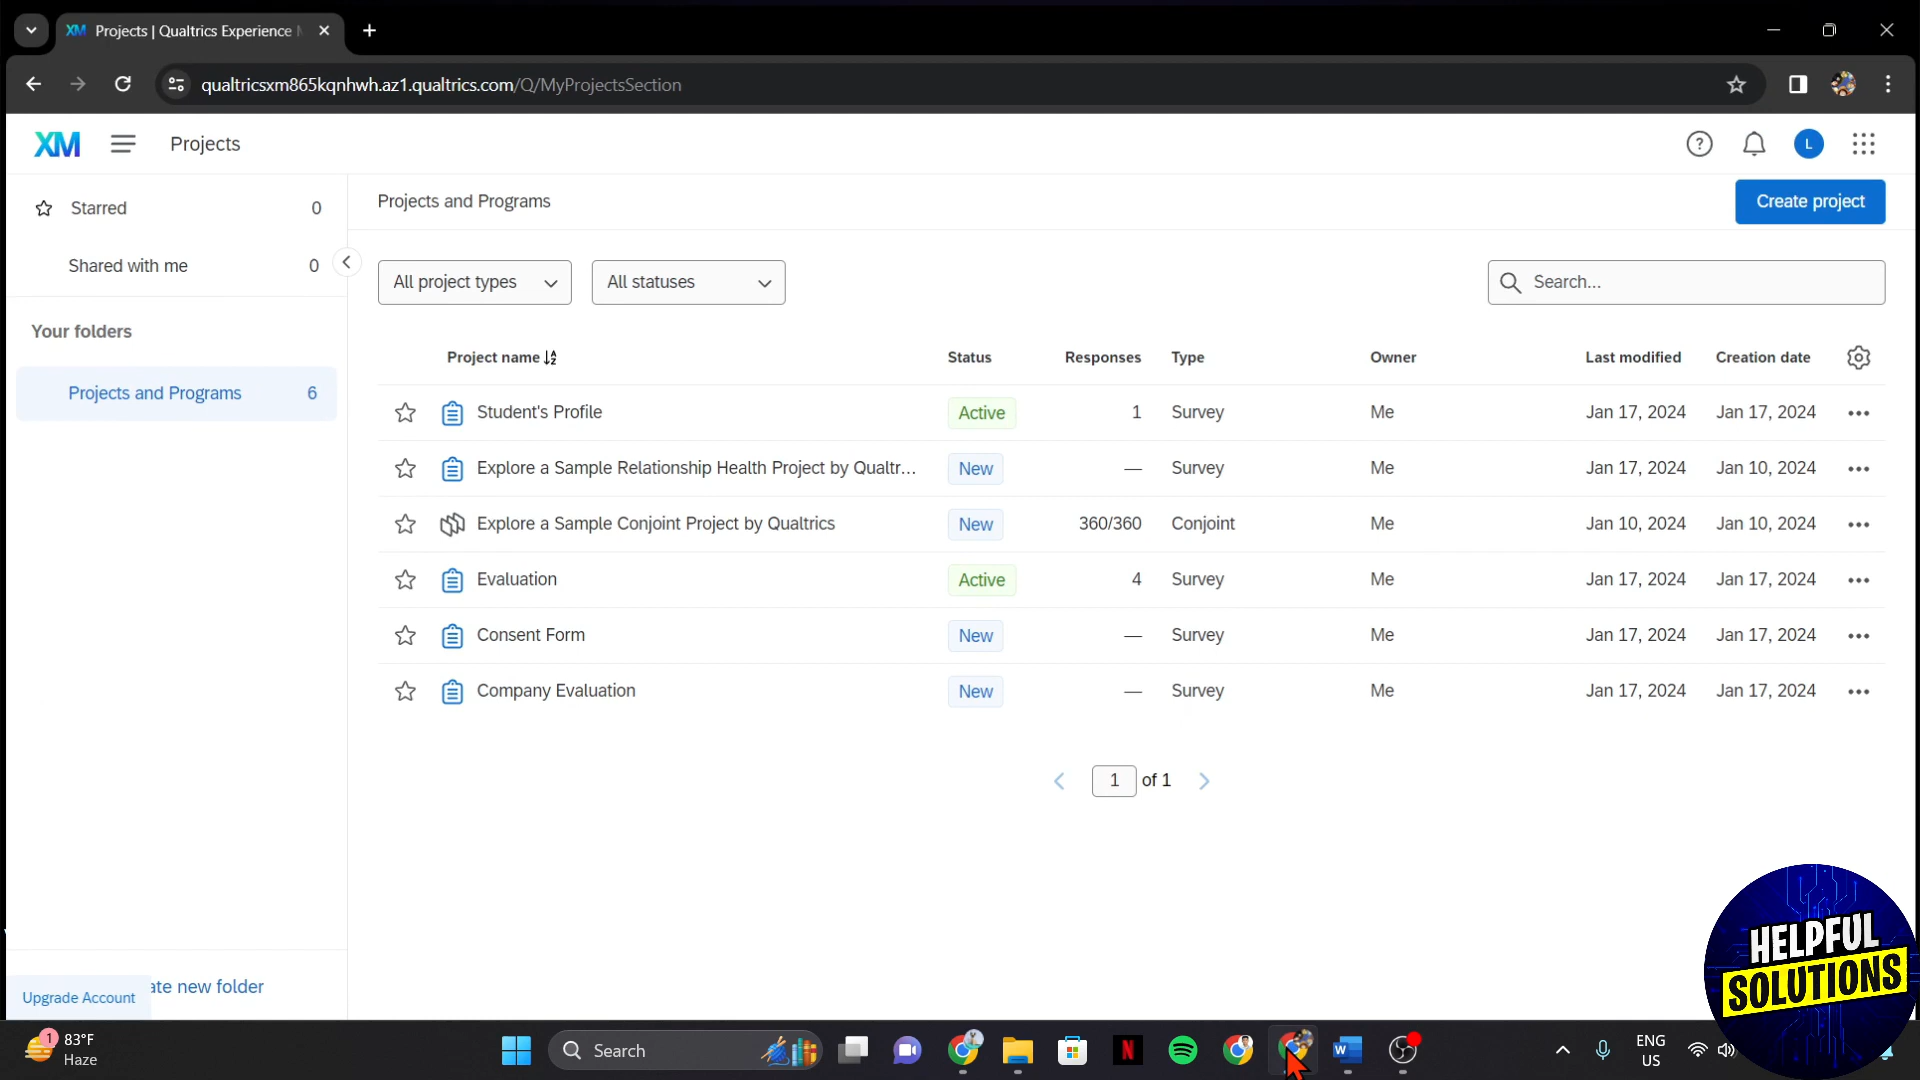 XM Projects | Qualtrics Experience M
qualtricsxm865kqnhwh.az1.qualtrics.com/Q/MyProjectsSection
XM Projects
L
Starred 0
Shared with me 0
Your folders
Projects and Programs 6
Projects and Programs
Create project
All project types
All statuses
Search...
Project name Status Responses Type Owner Last modified Creation date
Student's Profile Active 1 Survey Me Jan 17, 2024 Jan 17, 2024
Explore a Sample Relationship Health Project by Qualtr... New — Survey Me Jan 17, 2024 Jan 10, 2024
Explore a Sample Conjoint Project by Qualtrics New 360/360 Conjoint Me Jan 10, 2024 Jan 10, 2024
Evaluation Active 4 Survey Me Jan 17, 2024 Jan 17, 2024
Consent Form New — Survey Me Jan 17, 2024 Jan 17, 2024
Company Evaluation New — Survey Me Jan 17, 2024 Jan 17, 2024
1 of 1
ate new folder
Upgrade Account
HELPFUL
SOLUTIONS
1
83°F
Haze
Search
N
W
ENG
US